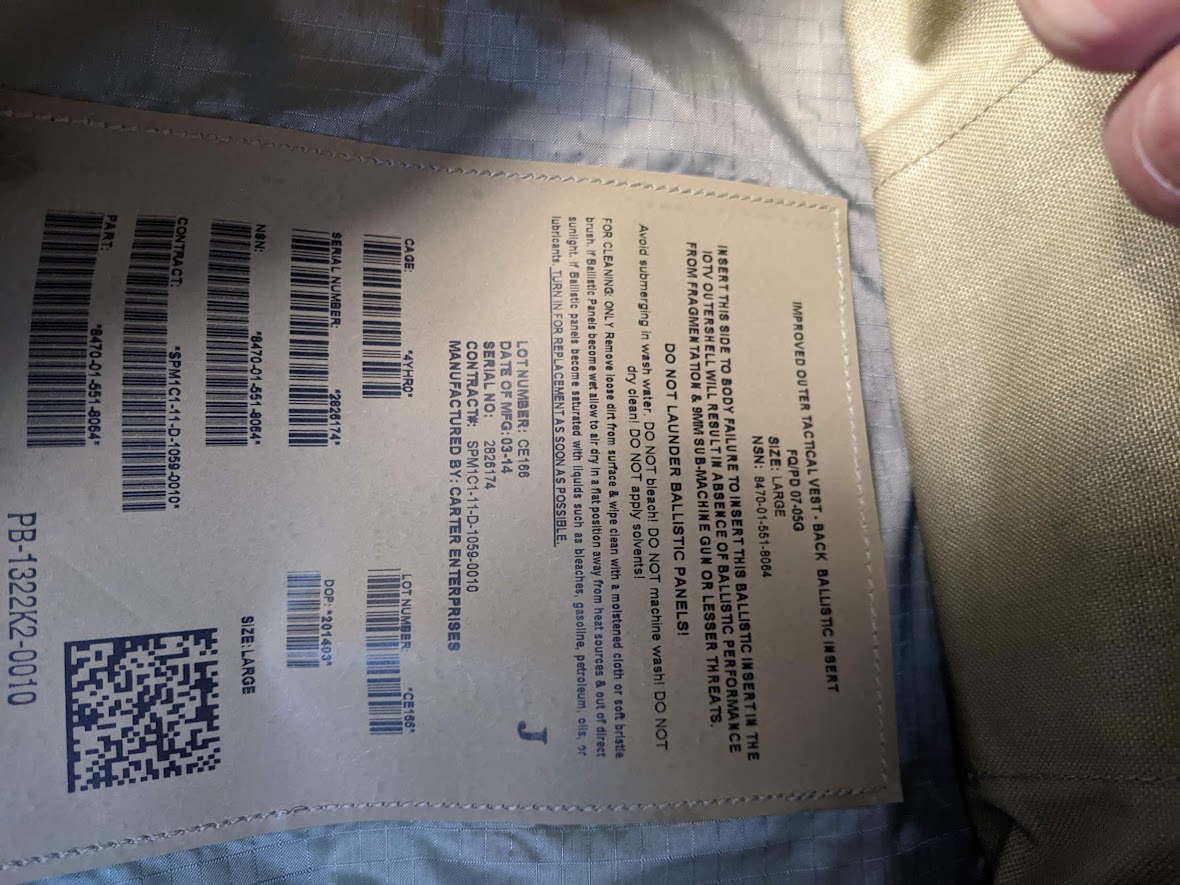 IMPROVED OUTER TACTICAL VEST - BACK BALLISTIC INSERT
FQ/PD 07-05G
SIZE: LARGE
NSN: 8470-01-551-8064
INSERT THIS SIDE TO BODY FAILURE TO INSERT THIS BALLISTIC INSERT IN THE
IOTV OUTERSHELL WILL RESULT IN ABSENCE OF BALLISTIC PERFORMANCE
FROM FRAGMENTATION & 9MM SUB-MACHINE GUN OR LESSER THREATS.
DO NOT LAUNDER BALLISTIC PANELS!
Avoid submerging in wash water. DO NOT bleach! DO NOT machine wash! DO NOT
dry clean! DO NOT apply solvents!
FOR CLEANING: ONLY Remove loose dirt from surface & wipe clean with a moistened cloth or soft bristle
brush. If Ballistic Panels become wet allow to air dry in a flat position away from heat sources & out of direct
sunlight. If Ballistic panels become saturated with liquids such as bleaches, gasoline, petroleum, oils, or
lubricants. TURN IN FOR REPLACEMENT AS SOON AS POSSIBLE.
LOT NUMBER: CE166
DATE OF MFG: 03-14
SERIAL NO: 2826174
CONTRACT#: SPM1C1-11-D-1059-0010
MANUFACTURED BY: CARTER ENTERPRISES
J
CAGE: *4YHR0*
LOT NUMBER: *CE166*
SERIAL NUMBER: *2826174*
DOP: *201403*
NSN: *8470-01-551-8064*
SIZE: LARGE
CONTRACT: *SPM1C1-11-D-1059-0010*
PART: *8470-01-551-8064*
PB-1322K2-0010